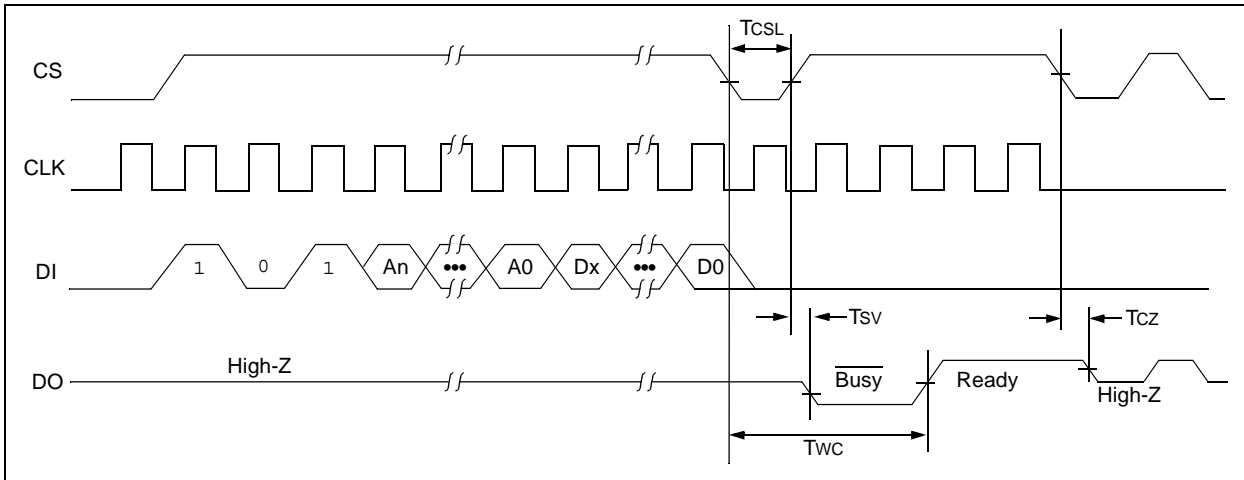 TCSL
CS
CLK
DI
1 0 1 An ••• A0 Dx ••• D0
TSV
TCZ
DO
High-Z
Busy
Ready
High-Z
TWC